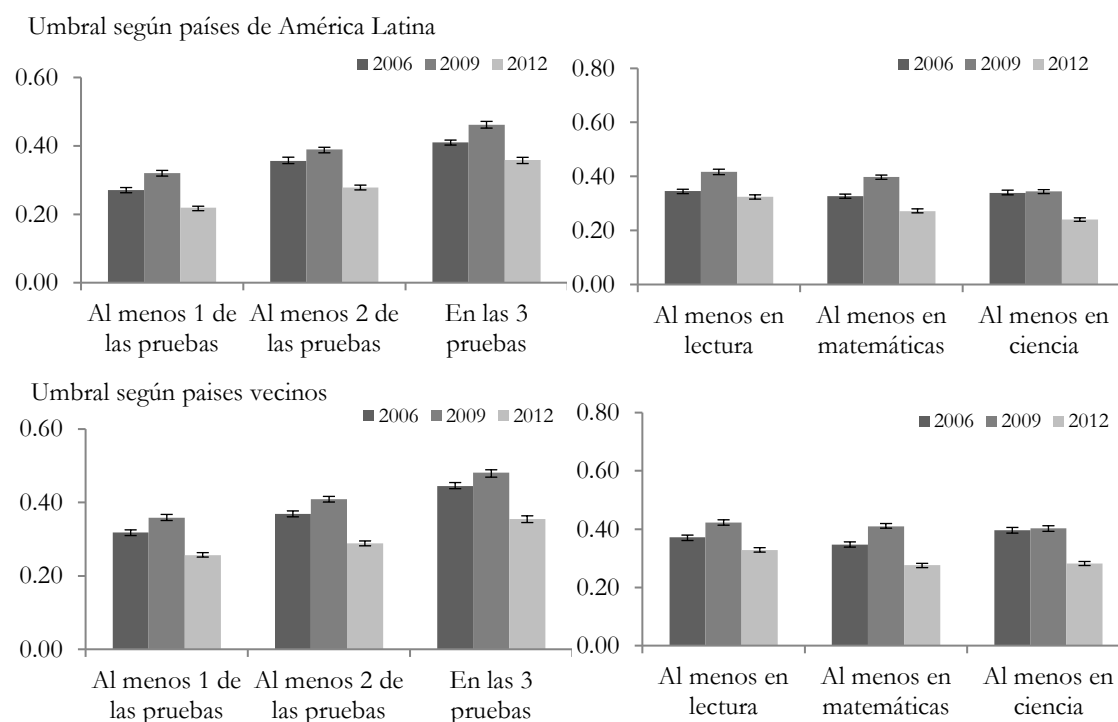 Umbral según países de América Latina
2006 2009 2012
0.60
0.40
0.20
0.00
Al menos 1 de
las pruebas
Al menos 2 de
las pruebas
En las 3
pruebas
2006 2009 2012
0.80
0.60
0.40
0.20
0.00
Al menos en
lectura
Al menos en
matemáticas
Al menos en
ciencia
Umbral según paises vecinos
2006 2009 2012
0.60
0.40
0.20
0.00
Al menos 1 de
las pruebas
Al menos 2 de
las pruebas
En las 3
pruebas
2006 2009 2012
0.80
0.60
0.40
0.20
0.00
Al menos en
lectura
Al menos en
matemáticas
Al menos en
ciencia